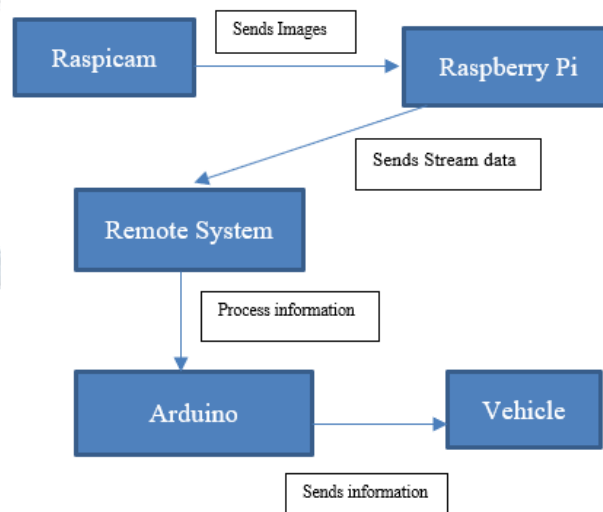 Sends Images
Raspicam
Raspberry Pi
Sends Stream data
Remote System
Process information
Arduino
Vehicle
Sends information